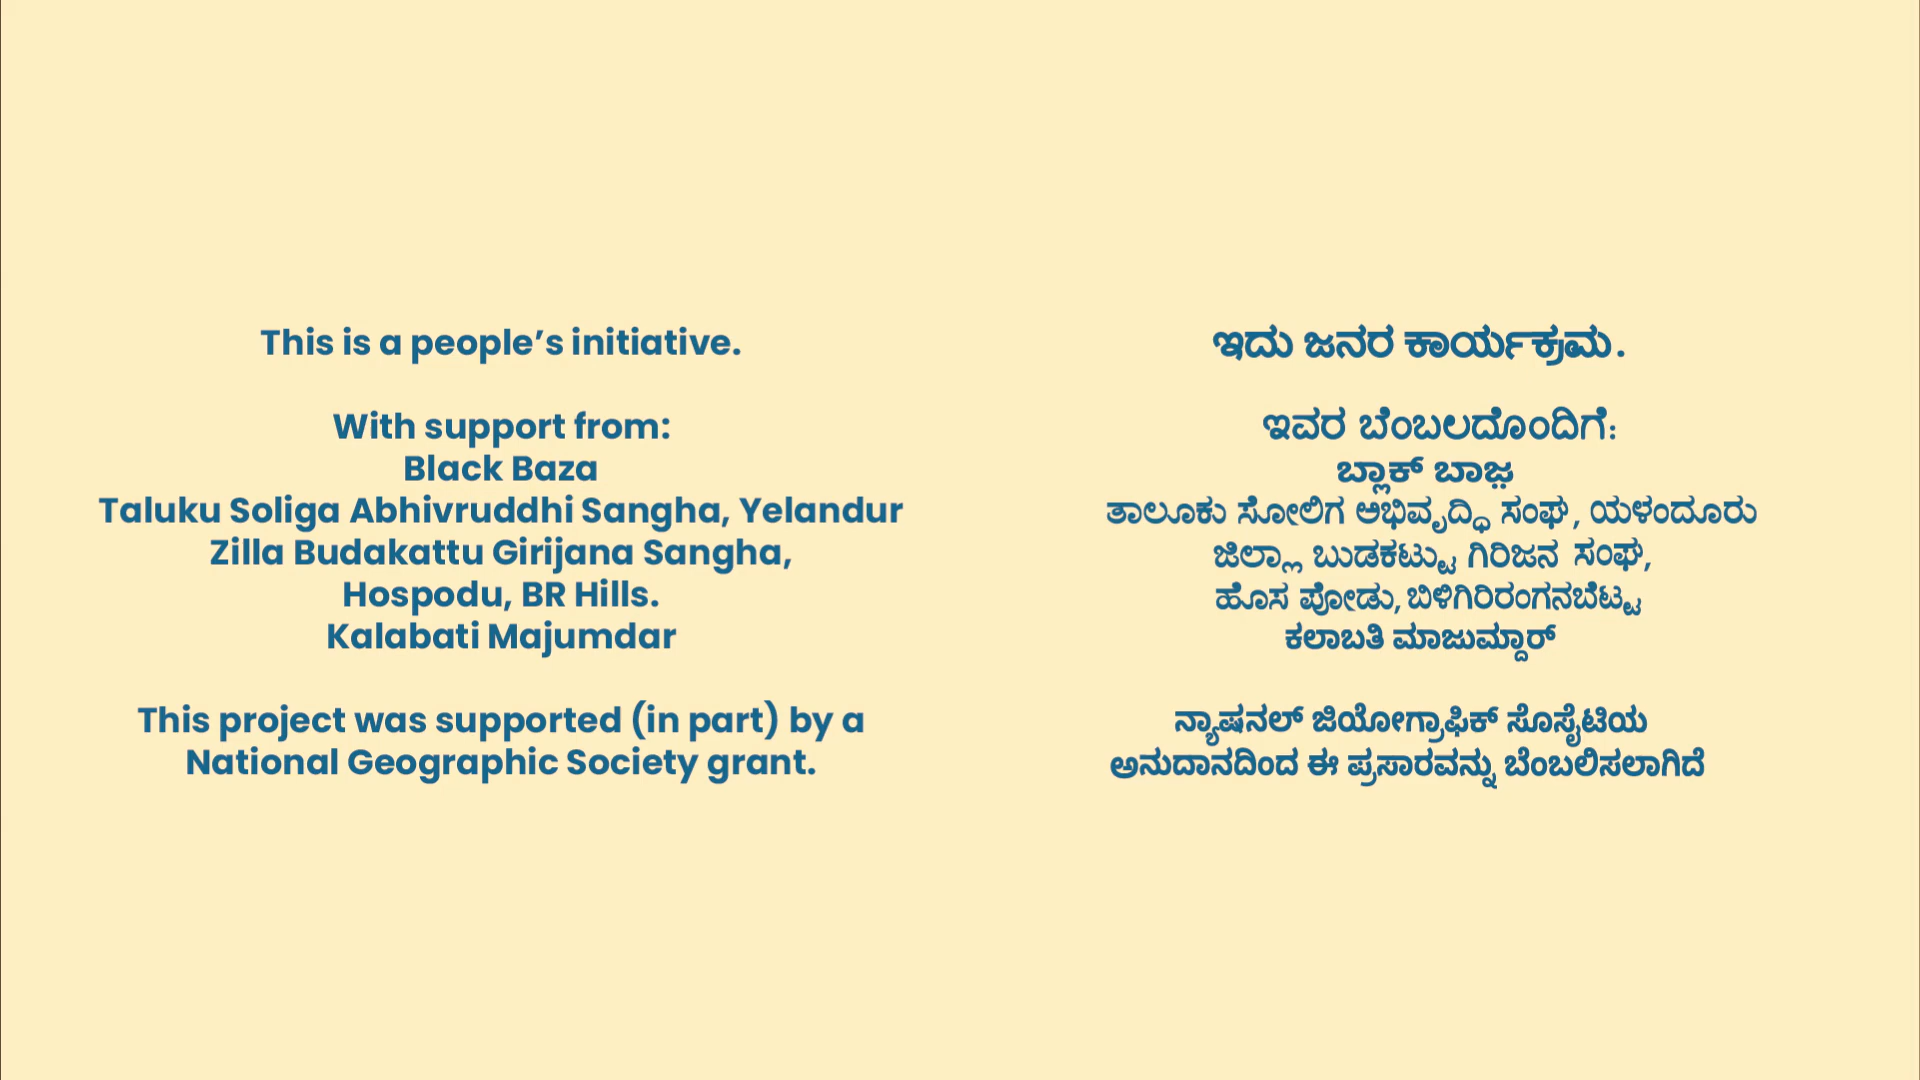 This is a people’s initiative.
With support from:
Black Baza
Taluku Soliga Abhivruddhi Sangha, Yelandur
Zilla Budakattu Girijana Sangha,
Hospodu, BR Hills.
Kalabati Majumdar
This project was supported (in part) by a
National Geographic Society grant.
ಇದು ಜನರ ಕಾರ್ಯಕ್ರಮ.
ಇವರ ಬೆಂಬಲದೊಂದಿಗೆ:
ಬ್ಲಾಕ್ ಬಾಜ಼
ತಾಲೂಕು ಸೋಲಿಗ ಅಭಿವೃದ್ಧಿ ಸಂಘ, ಯಳಂದೂರು
ಜಿಲ್ಲಾ ಬುಡಕಟ್ಟು ಗಿರಿಜನ ಸಂಘ,
ಹೊಸ ಪೋಡು, ಬಿಳಿಗಿರಿರಂಗನಬೆಟ್ಟ
ಕಲಾಬತಿ ಮಾಜುಮ್ದಾರ್
ನ್ಯಾಷನಲ್ ಜಿಯೋಗ್ರಾಫಿಕ್ ಸೊಸೈಟಿಯ
ಅನುದಾನದಿಂದ ಈ ಪ್ರಸಾರವನ್ನು ಬೆಂಬಲಿಸಲಾಗಿದೆ